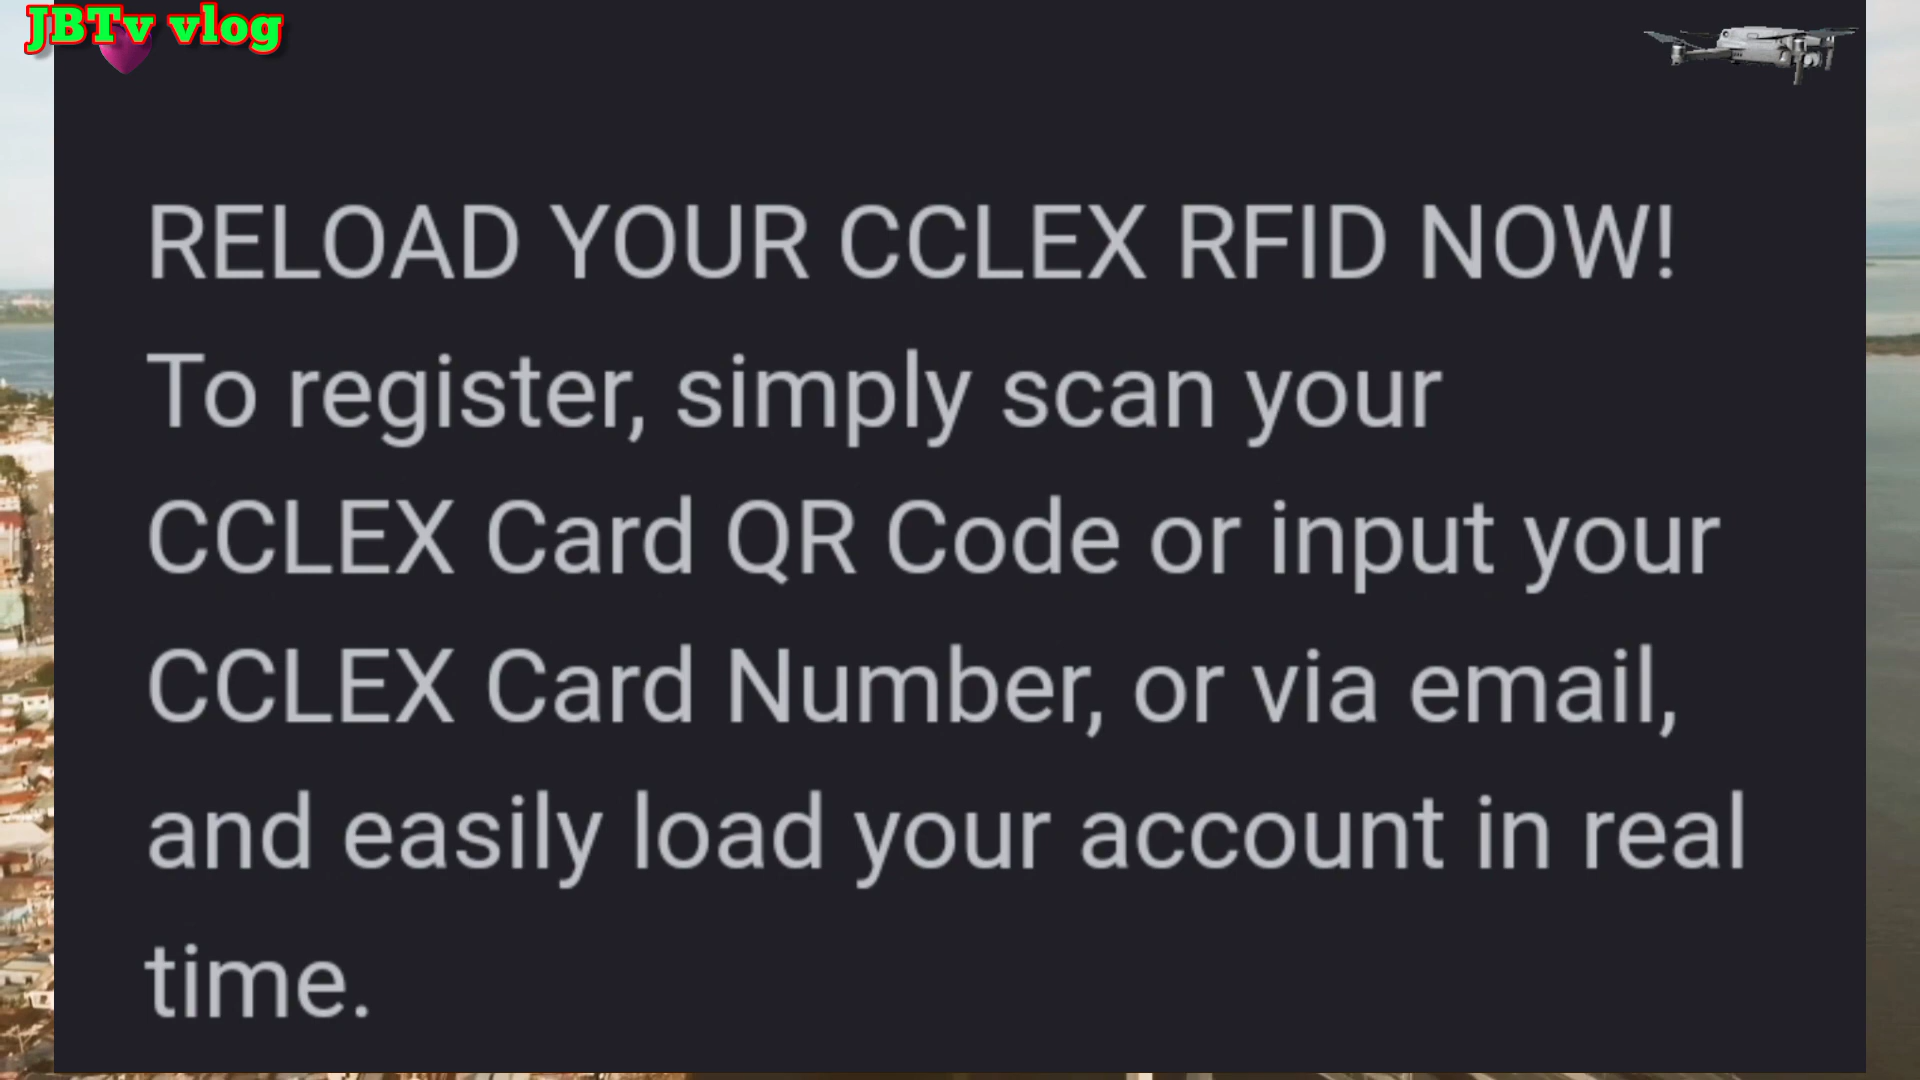 JBTv vlog
RELOAD YOUR CCLEX RFID NOW!
To register, simply scan your
CCLEX Card QR Code or input your
CCLEX Card Number, or via email,
and easily load your account in real
time.